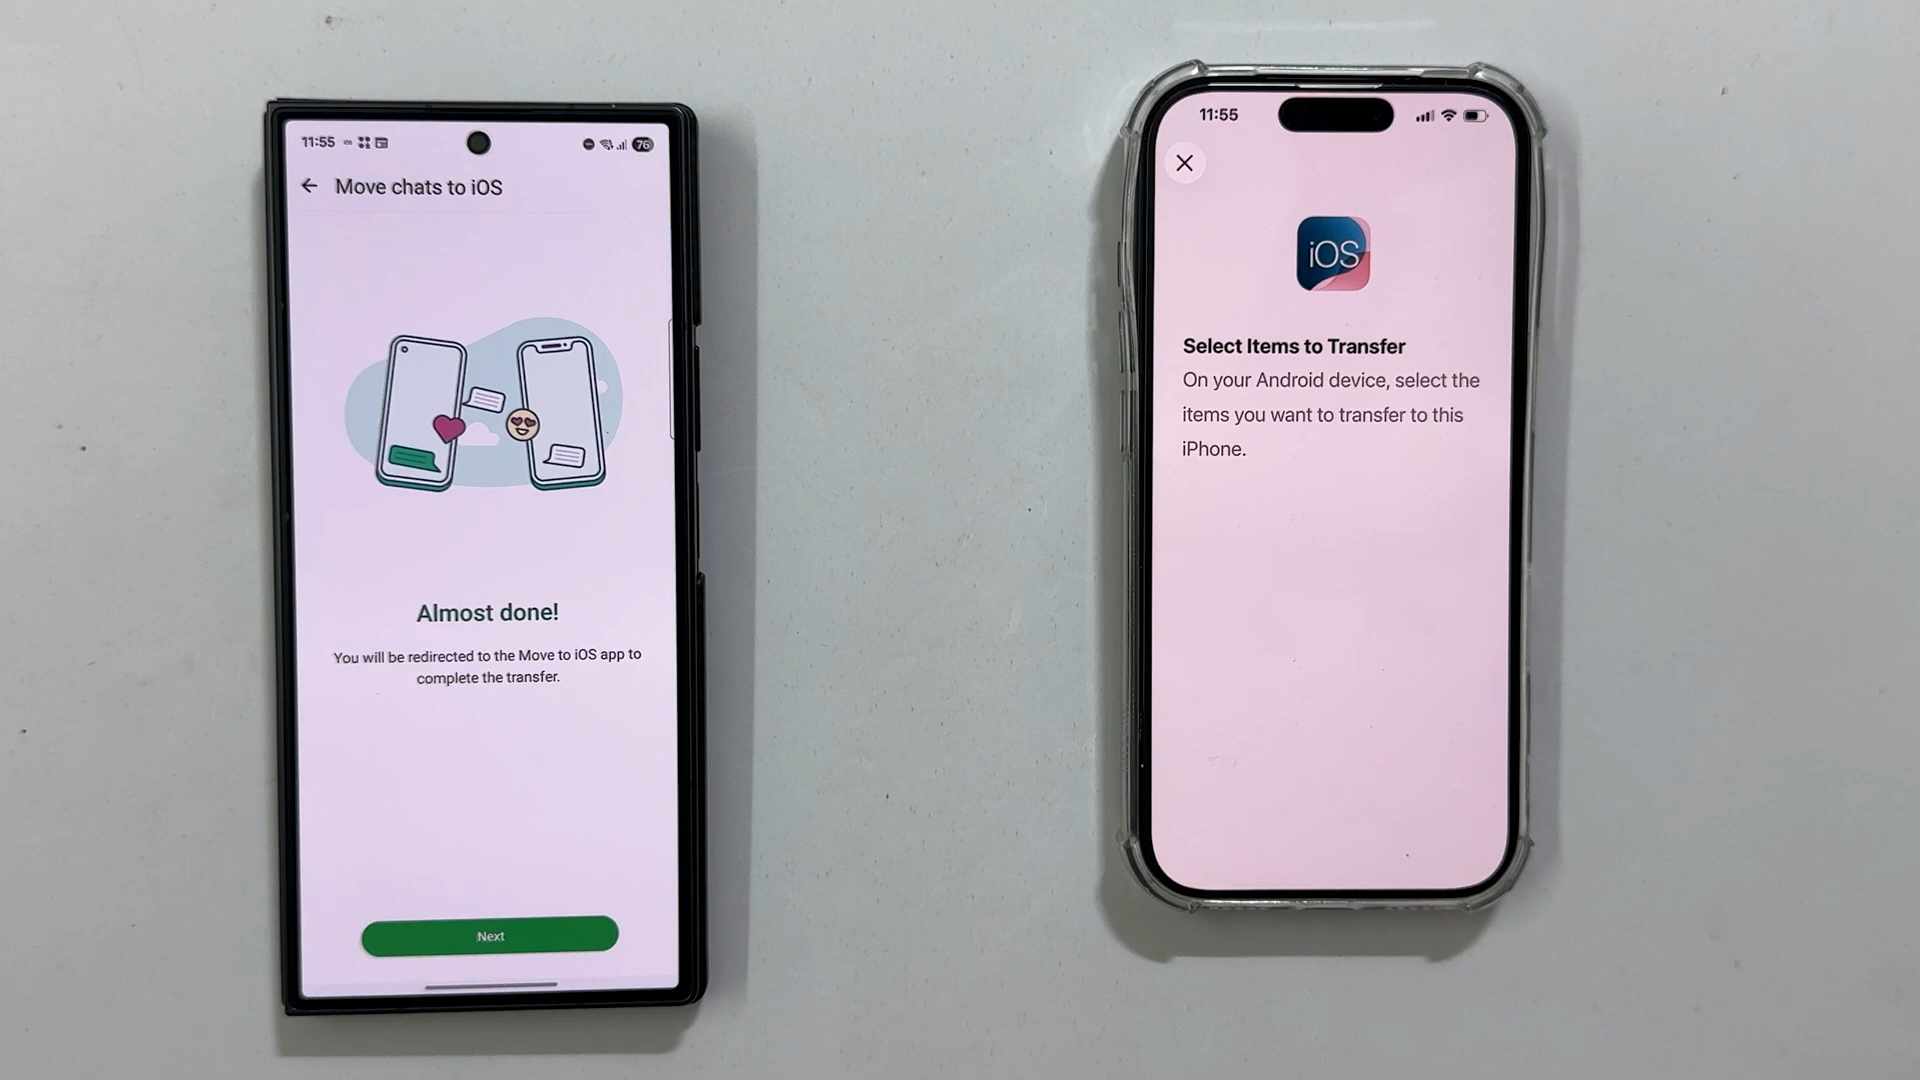 11:55
76
Move chats to iOS
Almost done!
You will be redirected to the Move to iOS app to
complete the transfer.
Next
11:55
iOS
Select Items to Transfer
On your Android device, select the
items you want to transfer to this
iPhone.